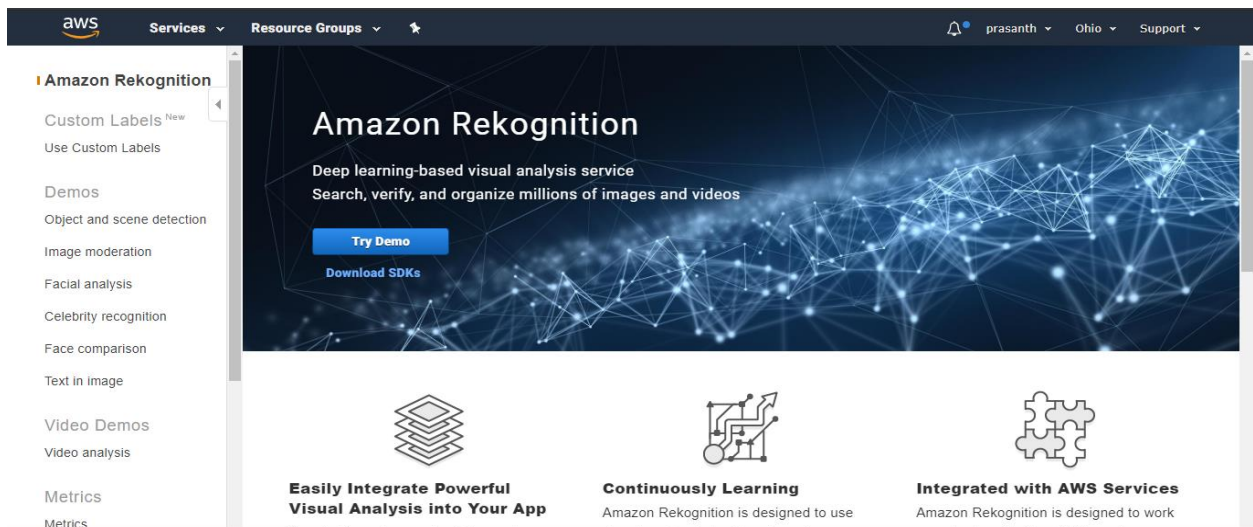 aws Services Resource Groups prasanth Ohio Support
Amazon Rekognition
Custom Labels New
Use Custom Labels
Demos
Object and scene detection
Image moderation
Facial analysis
Celebrity recognition
Face comparison
Text in image
Video Demos
Video analysis
Metrics
Metrics
Amazon Rekognition
Deep learning-based visual analysis service
Search, verify, and organize millions of images and videos
Try Demo
Download SDKs
Easily Integrate Powerful
Visual Analysis into Your App
Continuously Learning
Amazon Rekognition is designed to use
Integrated with AWS Services
Amazon Rekognition is designed to work